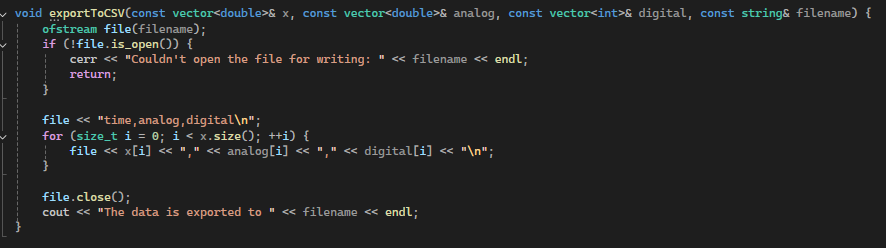 void exportToCSV(const vector<double>& x, const vector<double>& analog, const vector<int>& digital, const string& filename) {
    ofstream file(filename);
    if (!file.is_open()) {
        cerr << "Couldn't open the file for writing: " << filename << endl;
        return;
    }

    file << "time,analog,digital\n";
    for (size_t i = 0; i < x.size(); ++i) {
        file << x[i] << "," << analog[i] << "," << digital[i] << "\n";
    }

    file.close();
    cout << "The data is exported to " << filename << endl;
}